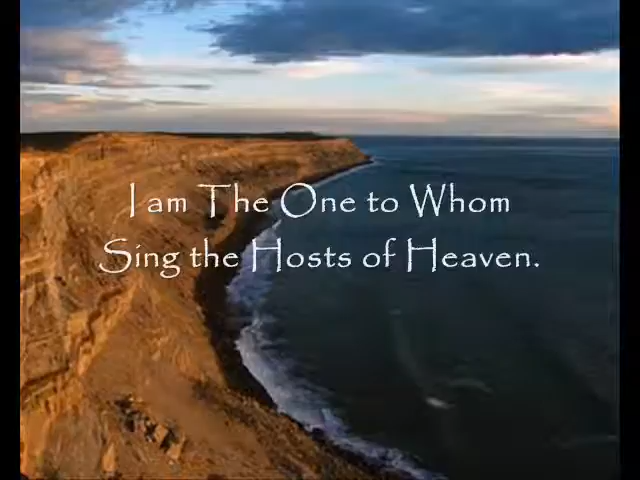 I am The One to Whom
Sing the Hosts of Heaven.